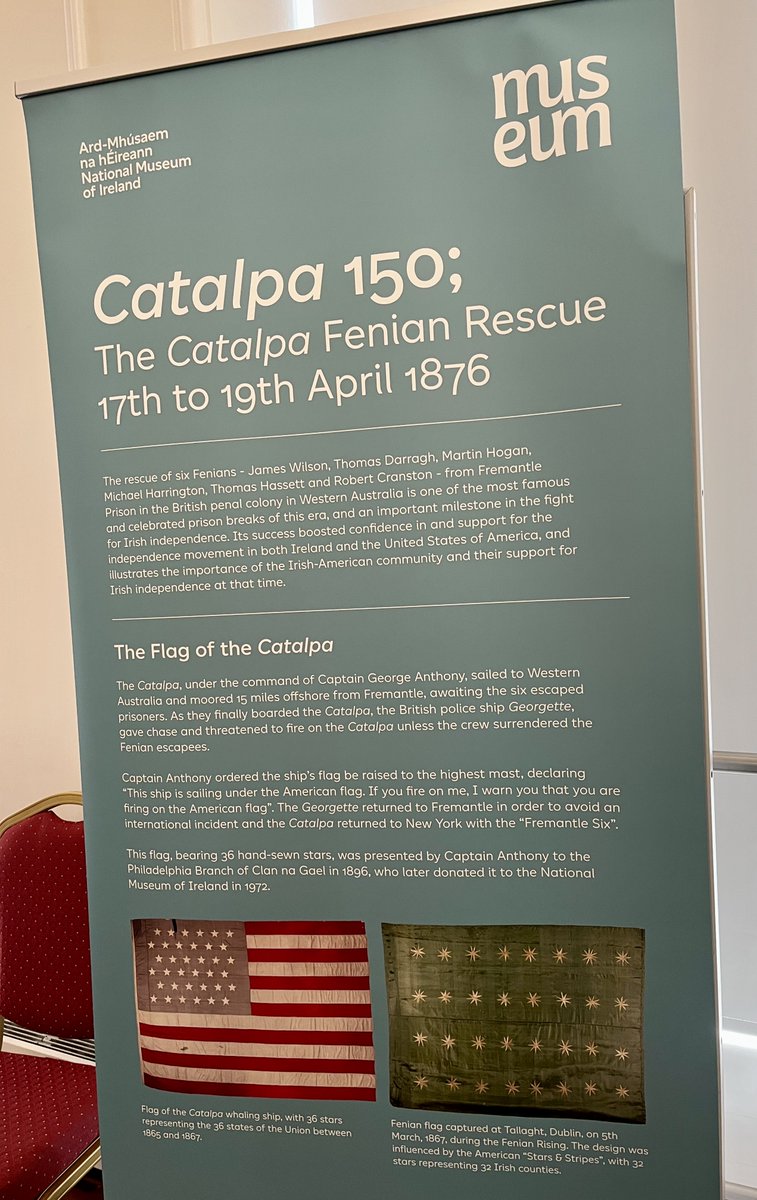 Ard-Mhúsaem
na hÉireann
National Museum
of Ireland
mus
eum
Catalpa 150;
The Catalpa Fenian Rescue
17th to 19th April 1876
The rescue of six Fenians - James Wilson, Thomas Darragh, Martin Hogan,
Michael Harrington, Thomas Hassett and Robert Cranston - from Fremantle
Prison in the British penal colony in Western Australia is one of the most famous
and celebrated prison breaks of this era, and an important milestone in the fight
for Irish independence. Its success boosted confidence in and support for the
independence movement in both Ireland and the United States of America, and
illustrates the importance of the Irish-American community and their support for
Irish independence at that time.
The Flag of the Catalpa
The Catalpa, under the command of Captain George Anthony, sailed to Western
Australia and moored 15 miles offshore from Fremantle, awaiting the six escaped
prisoners. As they finally boarded the Catalpa, the British police ship Georgette,
gave chase and threatened to fire on the Catalpa unless the crew surrendered the
Fenian escapees.
Captain Anthony ordered the ship's flag be raised to the highest mast, declaring
"This ship is sailing under the American flag. If you fire on me, I warn you that you are
firing on the American flag". The Georgette returned to Fremantle in order to avoid an
international incident and the Catalpa returned to New York with the "Fremantle Six".
This flag, bearing 36 hand-sewn stars, was presented by Captain Anthony to the
Philadelphia Branch of Clan na Gael in 1896, who later donated it to the National
Museum of Ireland in 1972.
Flag of the Catalpa whaling ship, with 36 stars
representing the 36 states of the Union between
1865 and 1867.
Fenian flag captured at Tallaght, Dublin, on 5th
March, 1867, during the Fenian Rising. The design was
influenced by the American "Stars & Stripes", with 32
stars representing 32 Irish counties.